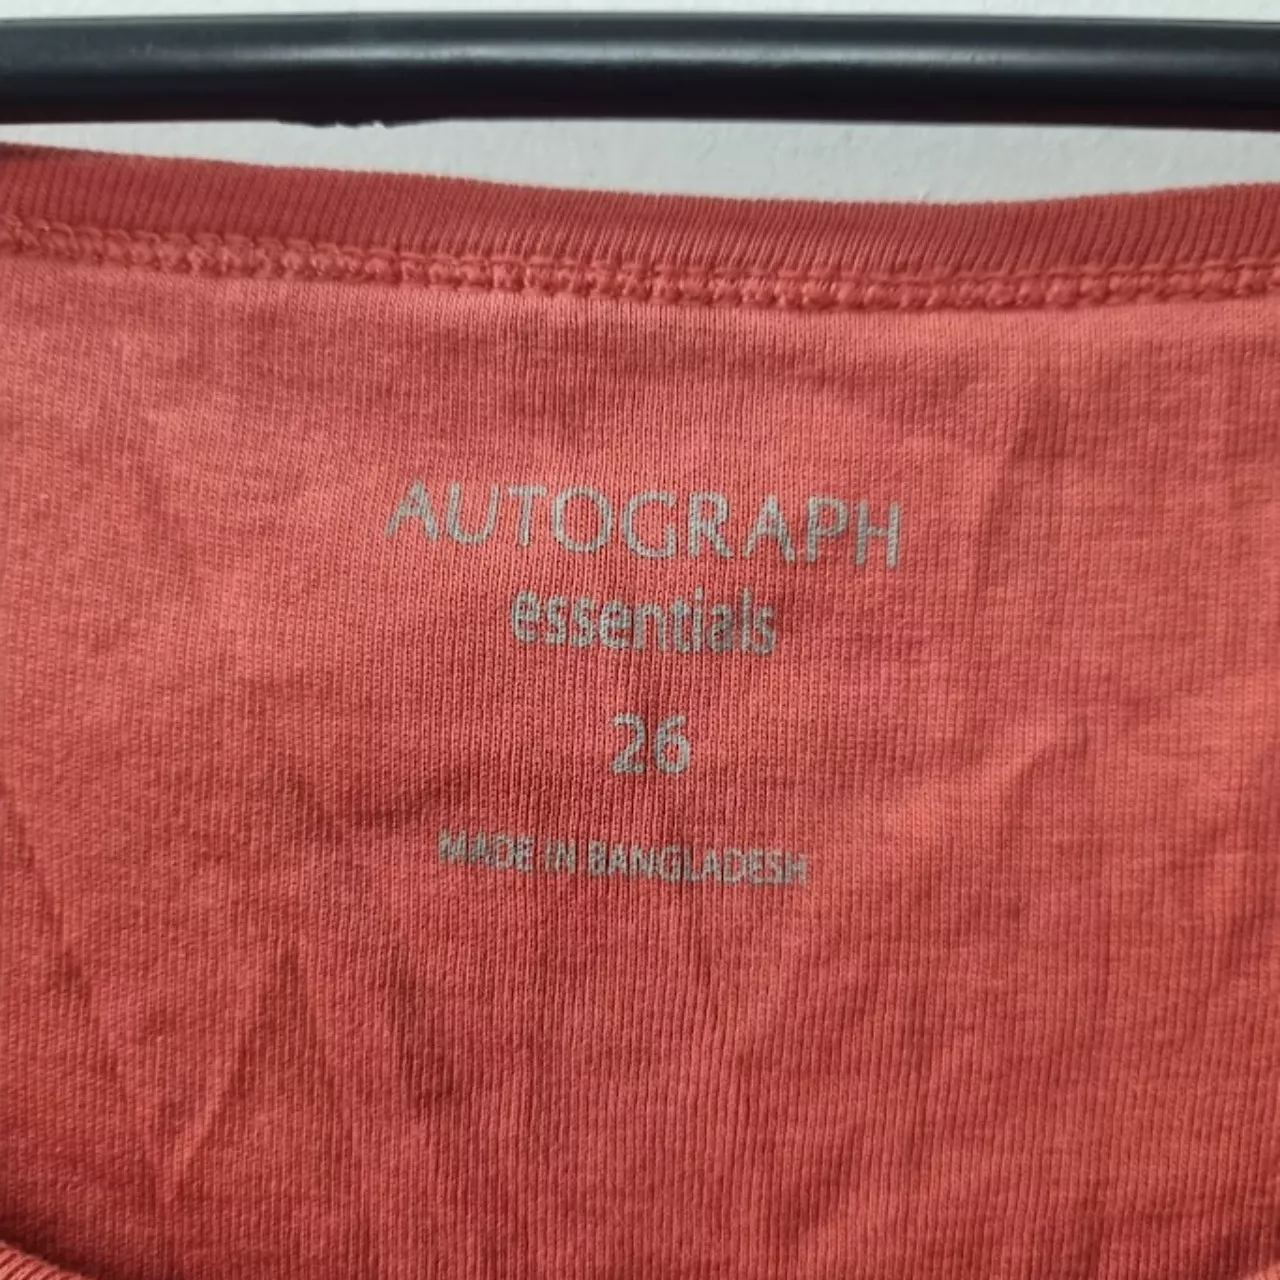 AUTOGRAPH
essentials
26
MADE IN BANGLADESH